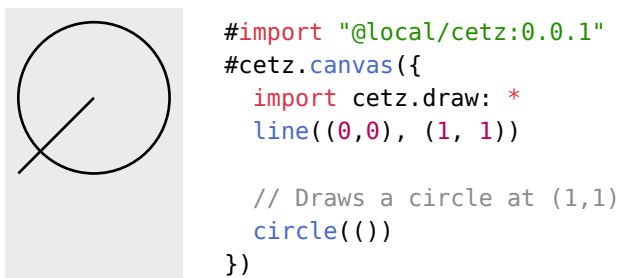 #import "@local/cetz:0.0.1"
#cetz.canvas({
  import cetz.draw: *
  line((0,0), (1, 1))

  // Draws a circle at (1,1)
  circle(())
})